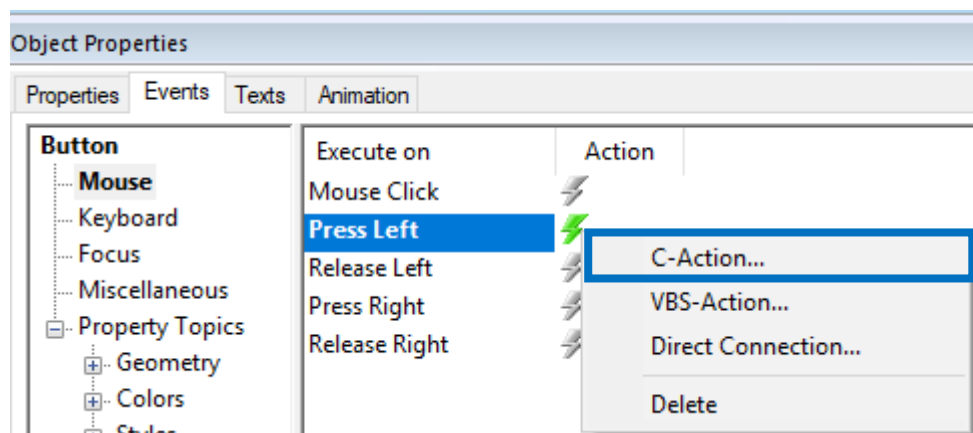 Object Properties
Properties Events Texts Animation
Button
Mouse
Keyboard
Focus
Miscellaneous
Property Topics
Geometry
Colors
Styles
Execute on Action
Mouse Click
Press Left
Release Left
Press Right
Release Right
C-Action...
VBS-Action...
Direct Connection...
Delete